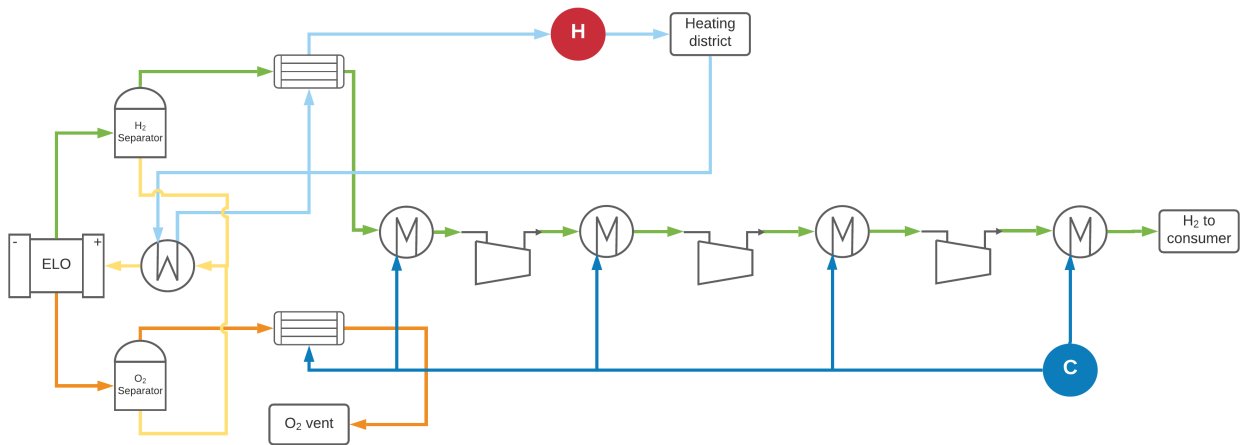 H
Heating
district
H₂
Separator
- +
ELO
H₂ to
consumer
O₂
Separator
C
O₂ vent